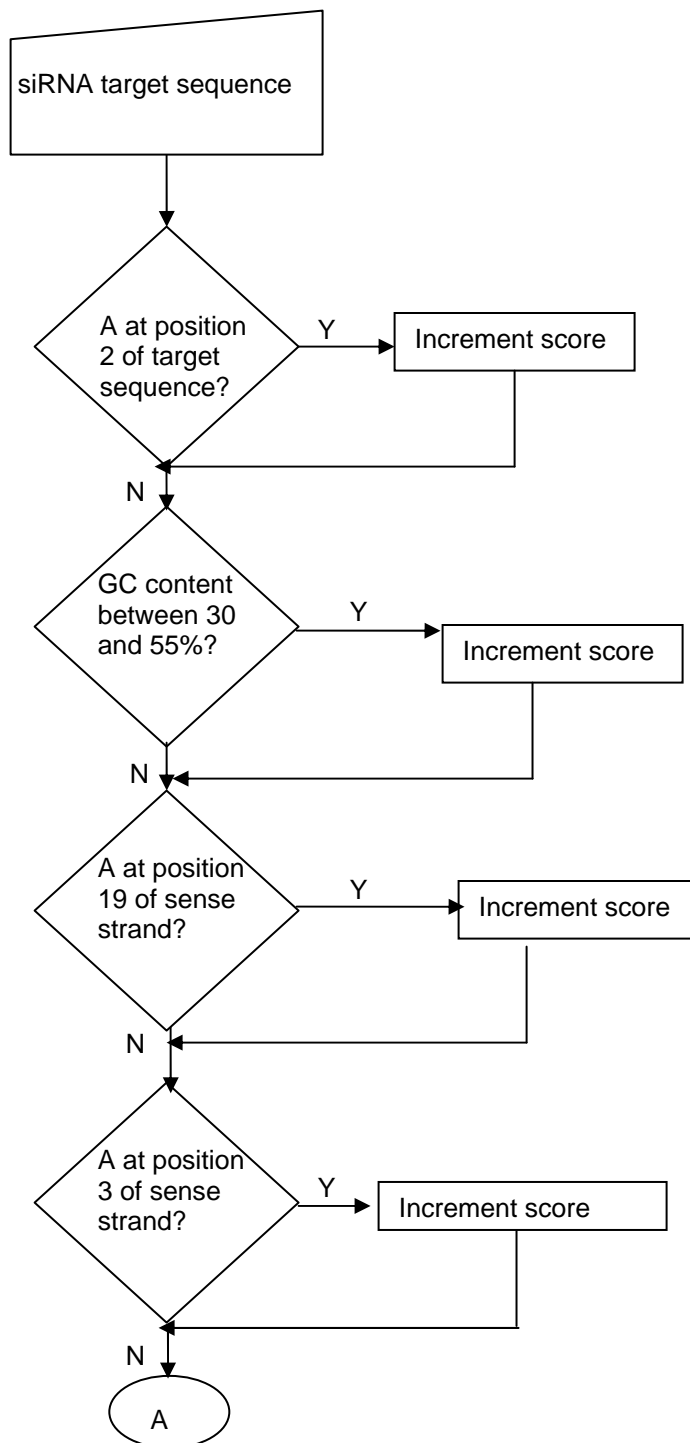 siRNA target sequence
A at position
2 of target
sequence?
Y
Increment score
N
GC content
between 30
and 55%?
Y
Increment score
N
A at position
19 of sense
strand?
Y
Increment score
N
A at position
3 of sense
strand?
Y
Increment score
N
A